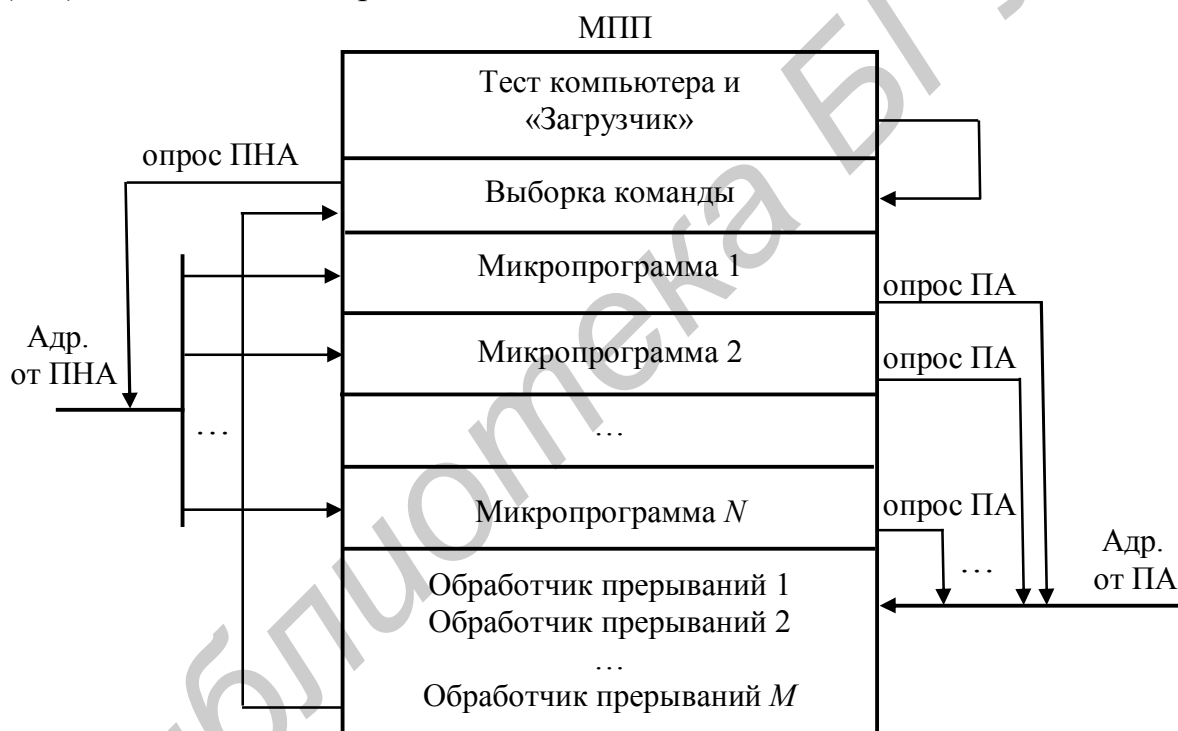 МПП
Тест компьютера и
«Загрузчик»
опрос ПНА
Выборка команды
Микропрограмма 1
опрос ПА
Адр.
от ПНА
Микропрограмма 2
опрос ПА
…
…
Микропрограмма N
опрос ПА
…
Адр.
от ПА
Обработчик прерываний 1
Обработчик прерываний 2
…
Обработчик прерываний M